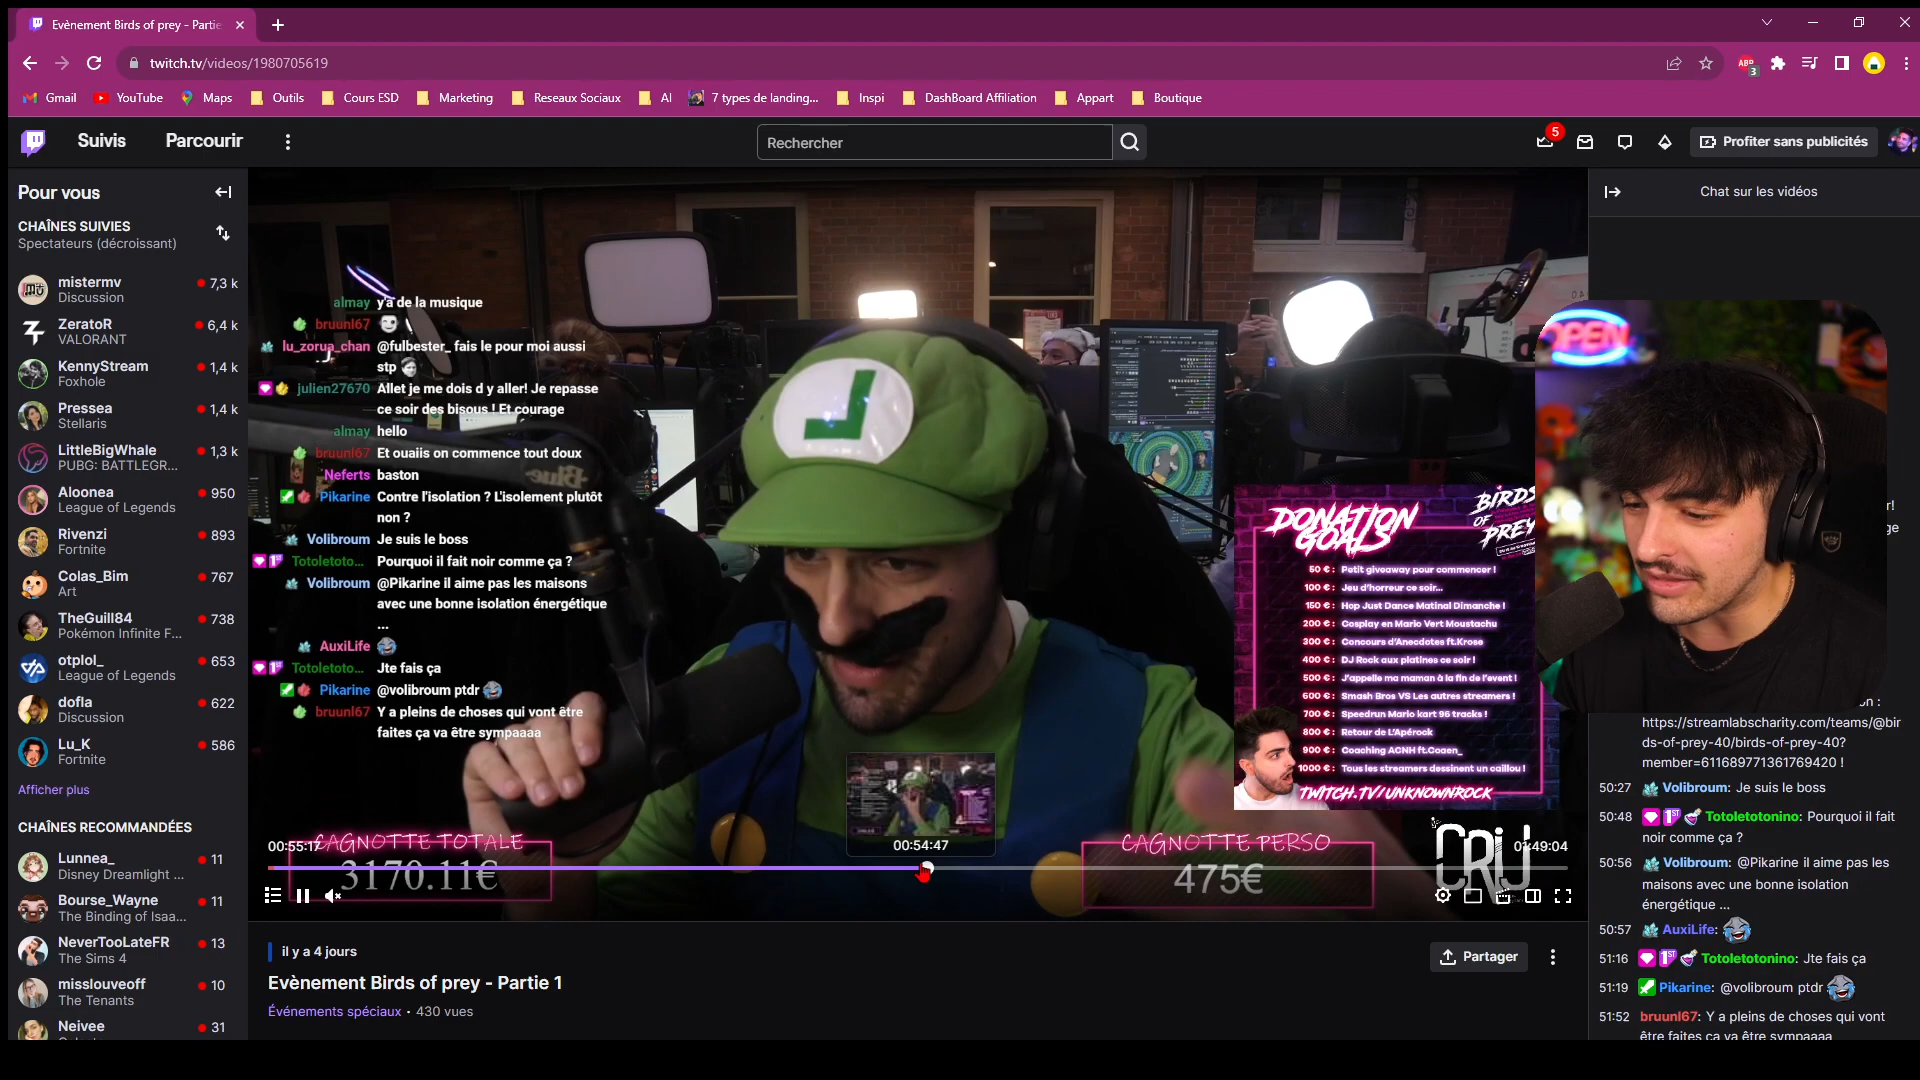 Evènement Birds of prey - Partie
twitch.tv/videos/1980705619
ABP
3
Gmail
YouTube
Maps
Outils
Cours ESD
Marketing
Reseaux Sociaux
AI
7 types de landing...
Inspi
DashBoard Affiliation
Appart
Boutique
Suivis
Parcourir
Rechercher
5
Profiter sans publicités
Pour vous
CHAÎNES SUIVIES
Spectateurs (décroissant)
mistermv
7,3 k
Discussion
ZeratoR
6,4 k
VALORANT
KennyStream
1,4 k
Foxhole
Pressea
1,4 k
Stellaris
LittleBigWhale
1,3 k
PUBG: BATTLEGR...
Aloonea
950
League of Legends
Rivenzi
893
Fortnite
Colas_Bim
767
Art
TheGuill84
738
Pokémon Infinite F...
otplol_
653
League of Legends
dofla
622
Discussion
Lu_K
586
Fortnite
Afficher plus
CHAÎNES RECOMMANDÉES
Lunnea_
11
Disney Dreamlight ...
Bourse_Wayne
11
The Binding of Isaa...
NeverTooLateFR
13
The Sims 4
misslouveoff
10
The Tenants
Neivee
31
almay y'a de la musique
bruunl67
lu_zorua_chan @fulbester_ fais le pour moi aussi
stp
julien27670 Allet je me dois d y aller! Je repasse
ce soir des bisous ! Et courage
almay hello
bruunl67 Et ouaiis on commence tout doux
Neferts baston
Pikarine Contre l'isolation ? L'isolement plutôt
non ?
Volibroum Je suis le boss
Totoletoto... Pourquoi il fait noir comme ça ?
Volibroum @Pikarine il aime pas les maisons
avec une bonne isolation énergétique
...
AuxiLife
Totoletoto... Jte fais ça
Pikarine @volibroum ptdr
bruunl67 Y a pleins de choses qui vont être
faites ça va être sympaaaa
Blue
OPEN
DONATION
GOALS
BIRDS
OF
PREY
50 € : Petit giveaway pour commencer !
100 € : Jeu d'horreur ce soir...
150 € : Hop Just Dance Matinal Dimanche !
200 € : Cosplay en Mario Vert Moustachu
300 € : Concours d'Anecdotes ft.Krose
400 € : DJ Rock aux platines ce soir !
500 € : J'appelle ma maman à la fin de l'event !
600 € : Smash Bros VS Les autres streamers !
700 € : Speedrun Mario kart 96 tracks !
800 € : Retour de L'Apérock
900 € : Coaching ACNH ft.Coaen_
1000 € : Tous les streamers dessinent un caillou !
TWITCH.TV/UNKNOWNROCK
CAGNOTTE TOTALE
3170.11€
CAGNOTTE PERSO
475€
CRIJ
00:55:17
00:54:47
il y a 4 jours
Evènement Birds of prey - Partie 1
Événements spéciaux • 430 vues
Partager
Chat sur les vidéos
https://streamlabscharity.com/teams/@bir
ds-of-prey-40/birds-of-prey-40?
member=611689771361769420 !
50:27 Volibroum: Je suis le boss
50:48 1ST Totoletotonino: Pourquoi il fait
noir comme ça ?
50:56 Volibroum: @Pikarine il aime pas les
maisons avec une bonne isolation
énergétique ...
50:57 AuxiLife:
51:16 1ST Totoletotonino: Jte fais ça
51:19 Pikarine: @volibroum ptdr
51:52 bruunl67: Y a pleins de choses qui vont
être faites ça va être sympaaaa